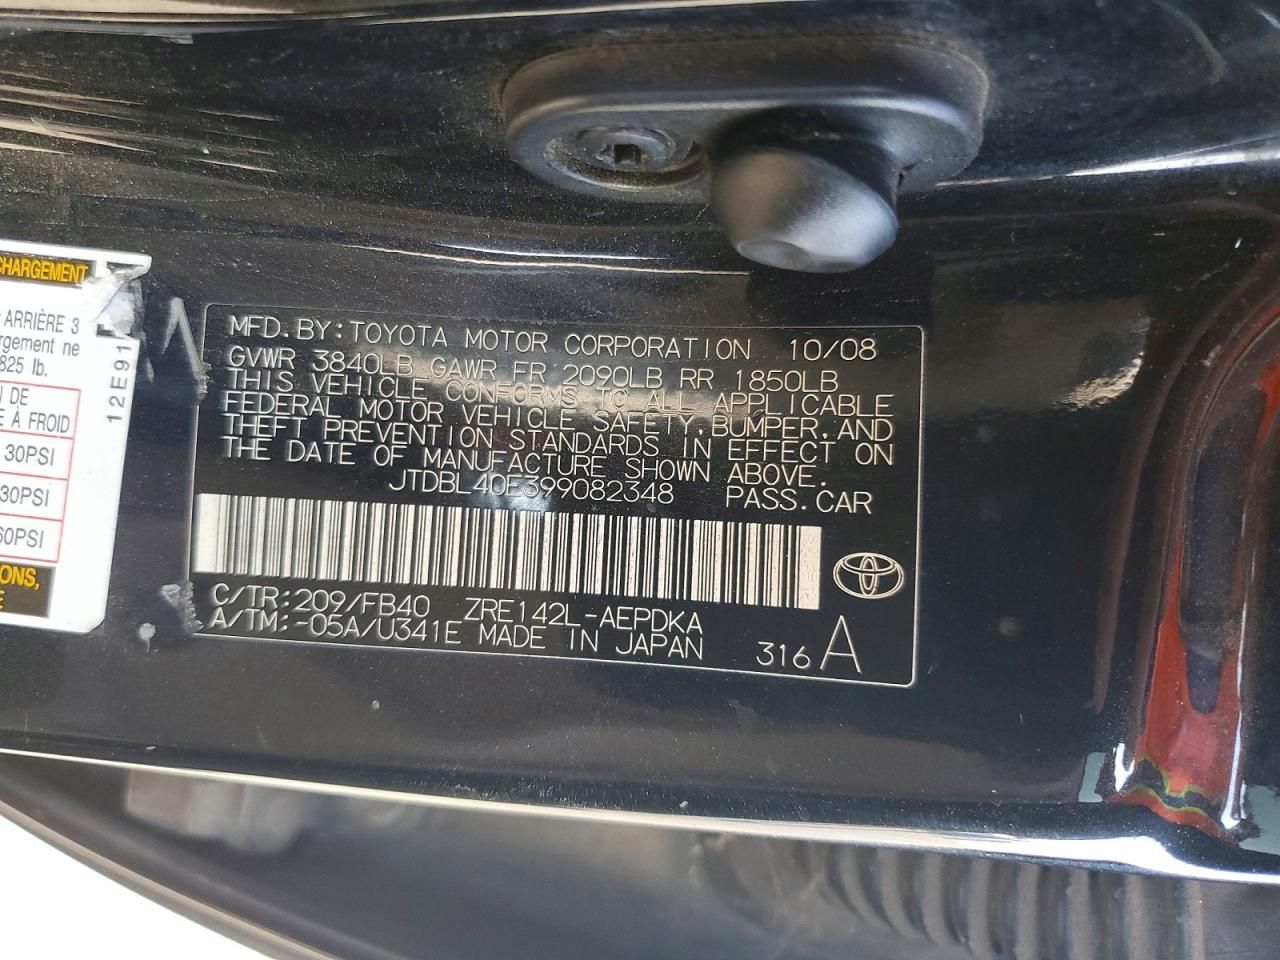 CHARGEMENT
ARRIÈRE 3
ne
825 lb.
DE
À FROID
30PSI
30PSI
60PSI
12E91
MFD.BY:TOYOTA MOTOR CORPORATION 10/08
GVWR 3840LB GAWR FR 2090LB RR 1850LB
THIS VEHICLE CONFORMS TO ALL APPLICABLE
FEDERAL MOTOR VEHICLE SAFETY,BUMPER,AND
THEFT PREVENTION STANDARDS IN EFFECT ON
THE DATE OF MANUFACTURE SHOWN ABOVE.
JTDBL40E399082348 PASS.CAR
C/TR:209/FB40 ZRE142L-AEPDKA
A/TM:-05A/U341E MADE IN JAPAN 316 A